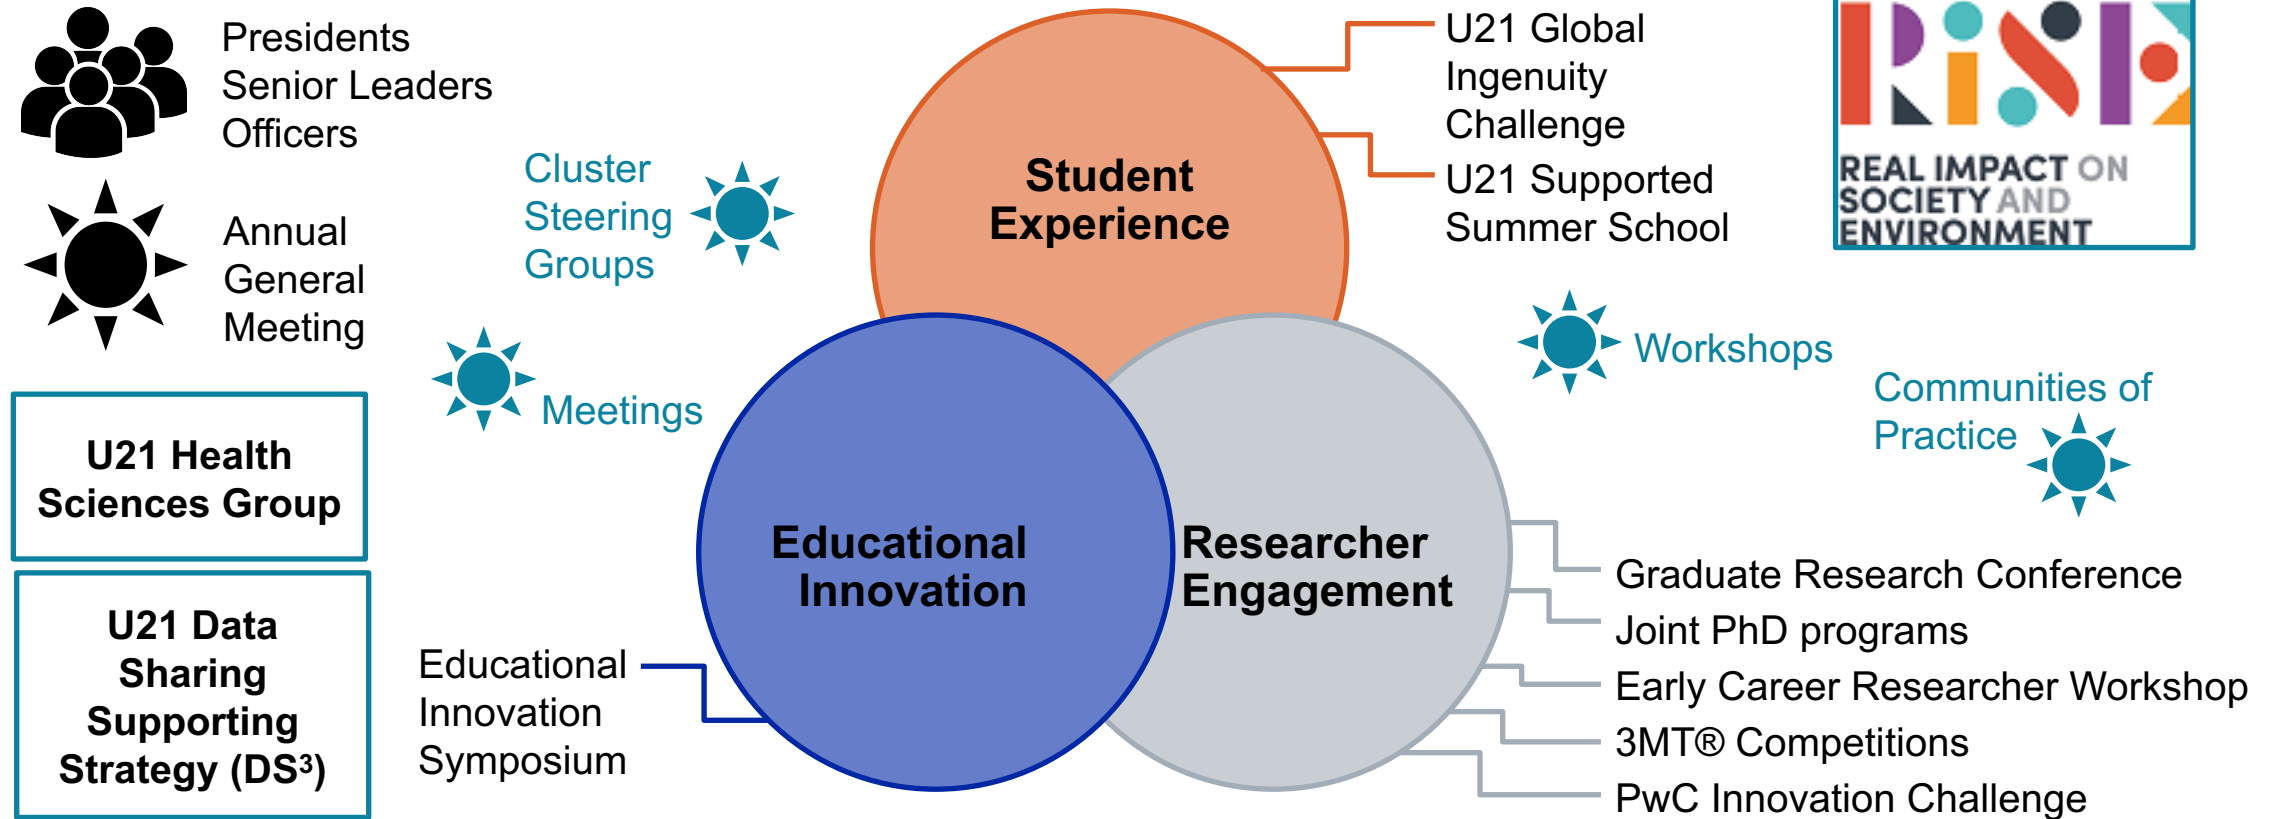 Presidents
Senior Leaders
Officers
Annual
General
Meeting
U21 Health
Sciences Group
U21 Data
Sharing
Supporting
Strategy (DS³)
Cluster
Steering
Groups
Meetings
Student
Experience
Educational
Innovation
Researcher
Engagement
Educational
Innovation
Symposium
U21 Global
Ingenuity
Challenge
U21 Supported
Summer School
RiSE
REAL IMPACT ON
SOCIETY AND
ENVIRONMENT
Workshops
Communities of
Practice
Graduate Research Conference
Joint PhD programs
Early Career Researcher Workshop
3MT® Competitions
PwC Innovation Challenge